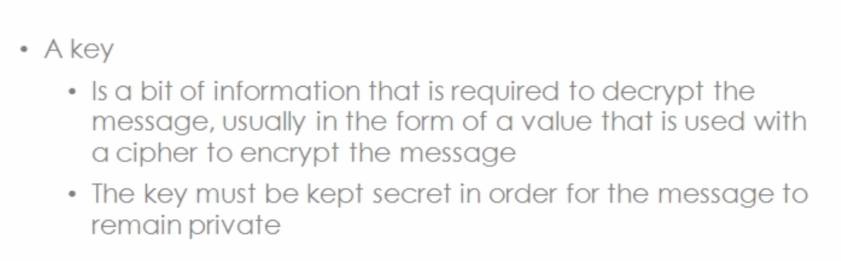 • A key
• Is a bit of information that is required to decrypt the
message, usually in the form of a value that is used with
a cipher to encrypt the message
• The key must be kept secret in order for the message to
remain private